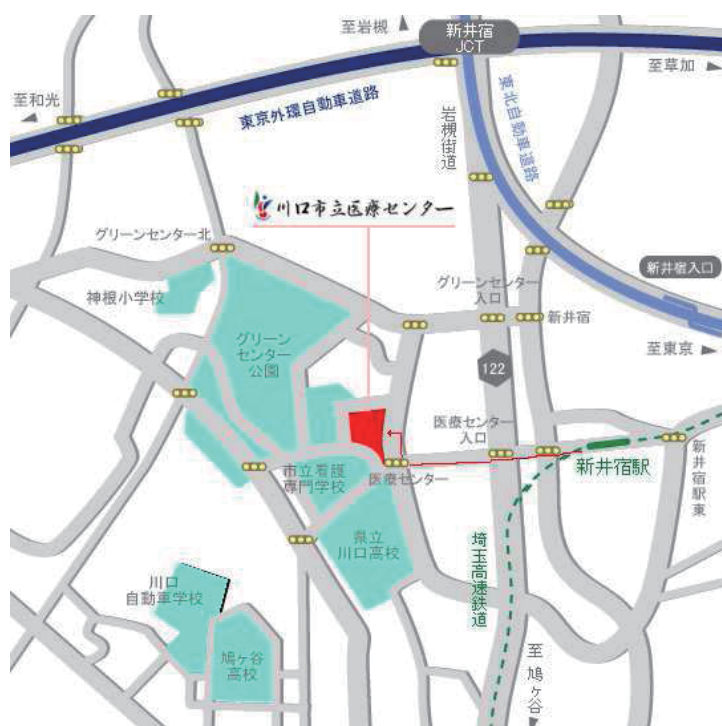 至岩槻
新井宿
JCT
至草加
至和光
東京外環自動車道路
岩槻街道
東北自動車道路
川口市立医療センター
グリーンセンター北
神根小学校
グリーンセンター
入口
新井宿入口
新井宿
グリーン
センター
公園
至東京
122
医療センター
入口
新井宿駅
新井宿駅東
市立看護
専門学校
医療センター
県立
川口高校
埼玉高速鉄道
川口
自動車学校
鳩ヶ谷
高校
至鳩ヶ谷